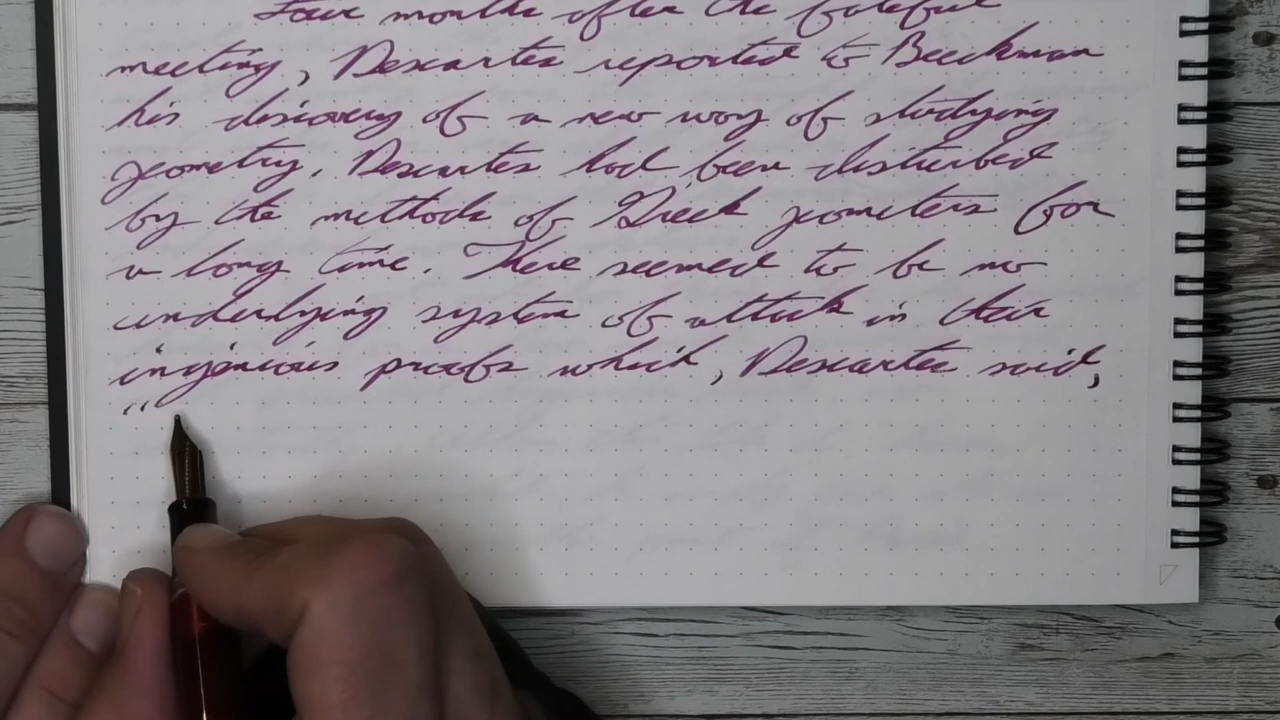 Four months after the fateful
meeting, Descartes reported to Beeckman
his discovery of a new way of studying
geometry. Descartes had been disturbed
by the methods of Greek geometers for
a long time. There seemed to be no
underlying system of attack in their
ingenious proofs which, Descartes said,
"